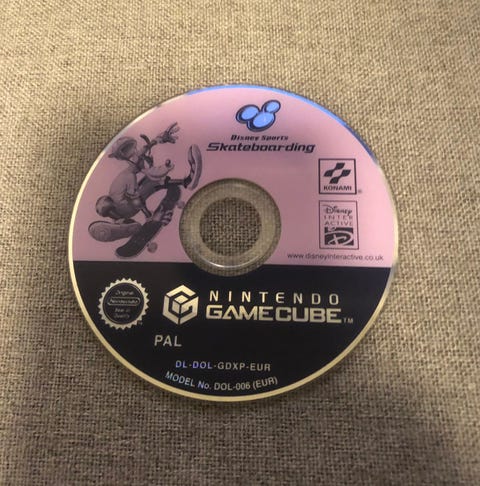 Disney Sports
Skateboarding
KONAMI
Disney
INTER
ACTIVE
www.disneyinteractive.co.uk
Original
Nintendo
Seal of
Quality
NINTENDO
GAMECUBE™
PAL
DL-DOL-GDXP-EUR
MODEL No. DOL-006 (EUR)